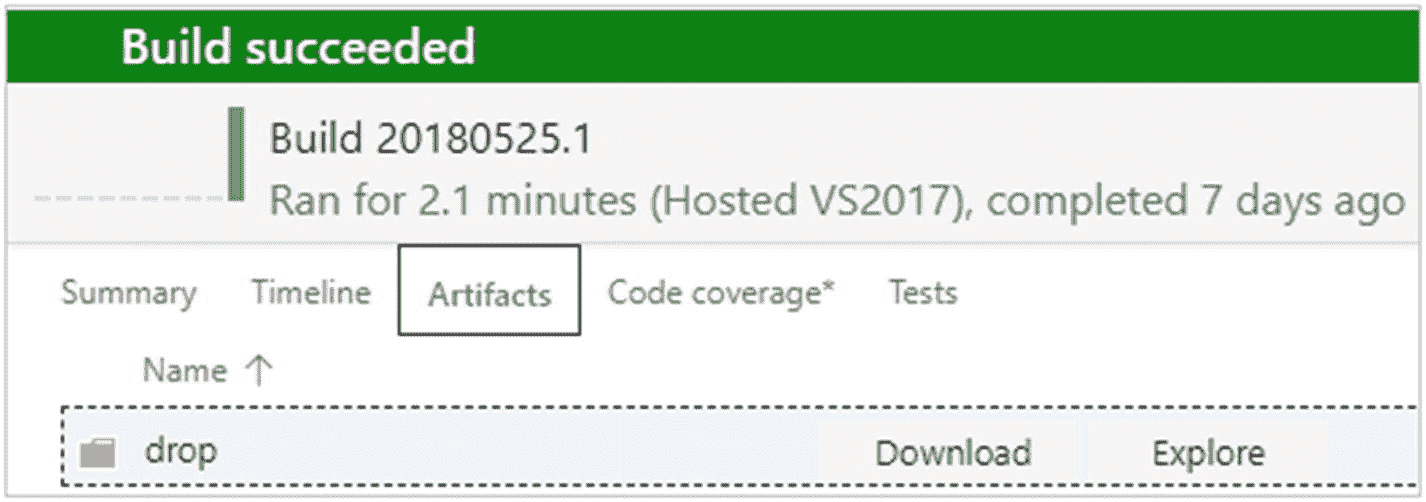 Build succeeded
Build 20180525.1
Ran for 2.1 minutes (Hosted VS2017), completed 7 days ago
Summary Timeline Artifacts Code coverage* Tests
Name ↑
drop Download Explore